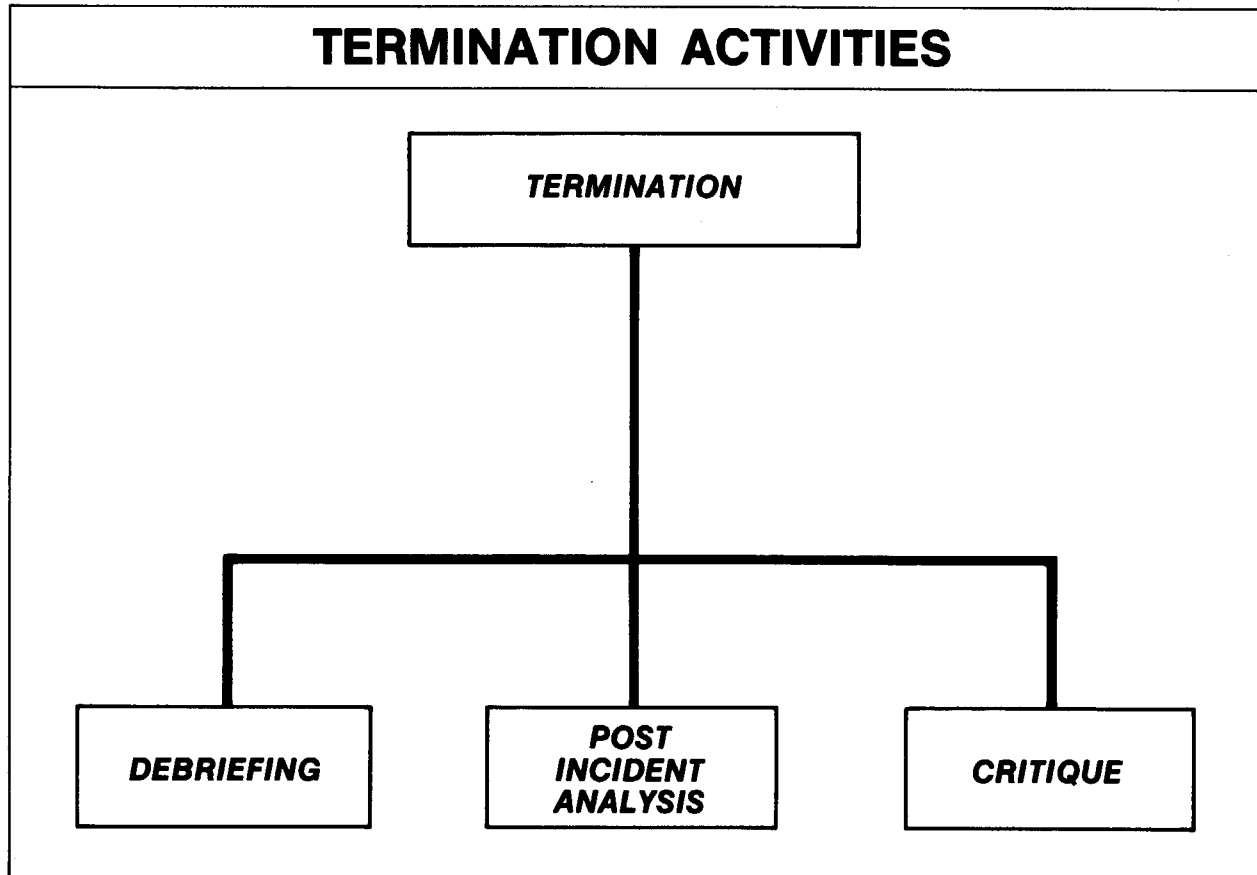 TERMINATION ACTIVITIES
TERMINATION
DEBRIEFING
POST
INCIDENT
ANALYSIS
CRITIQUE